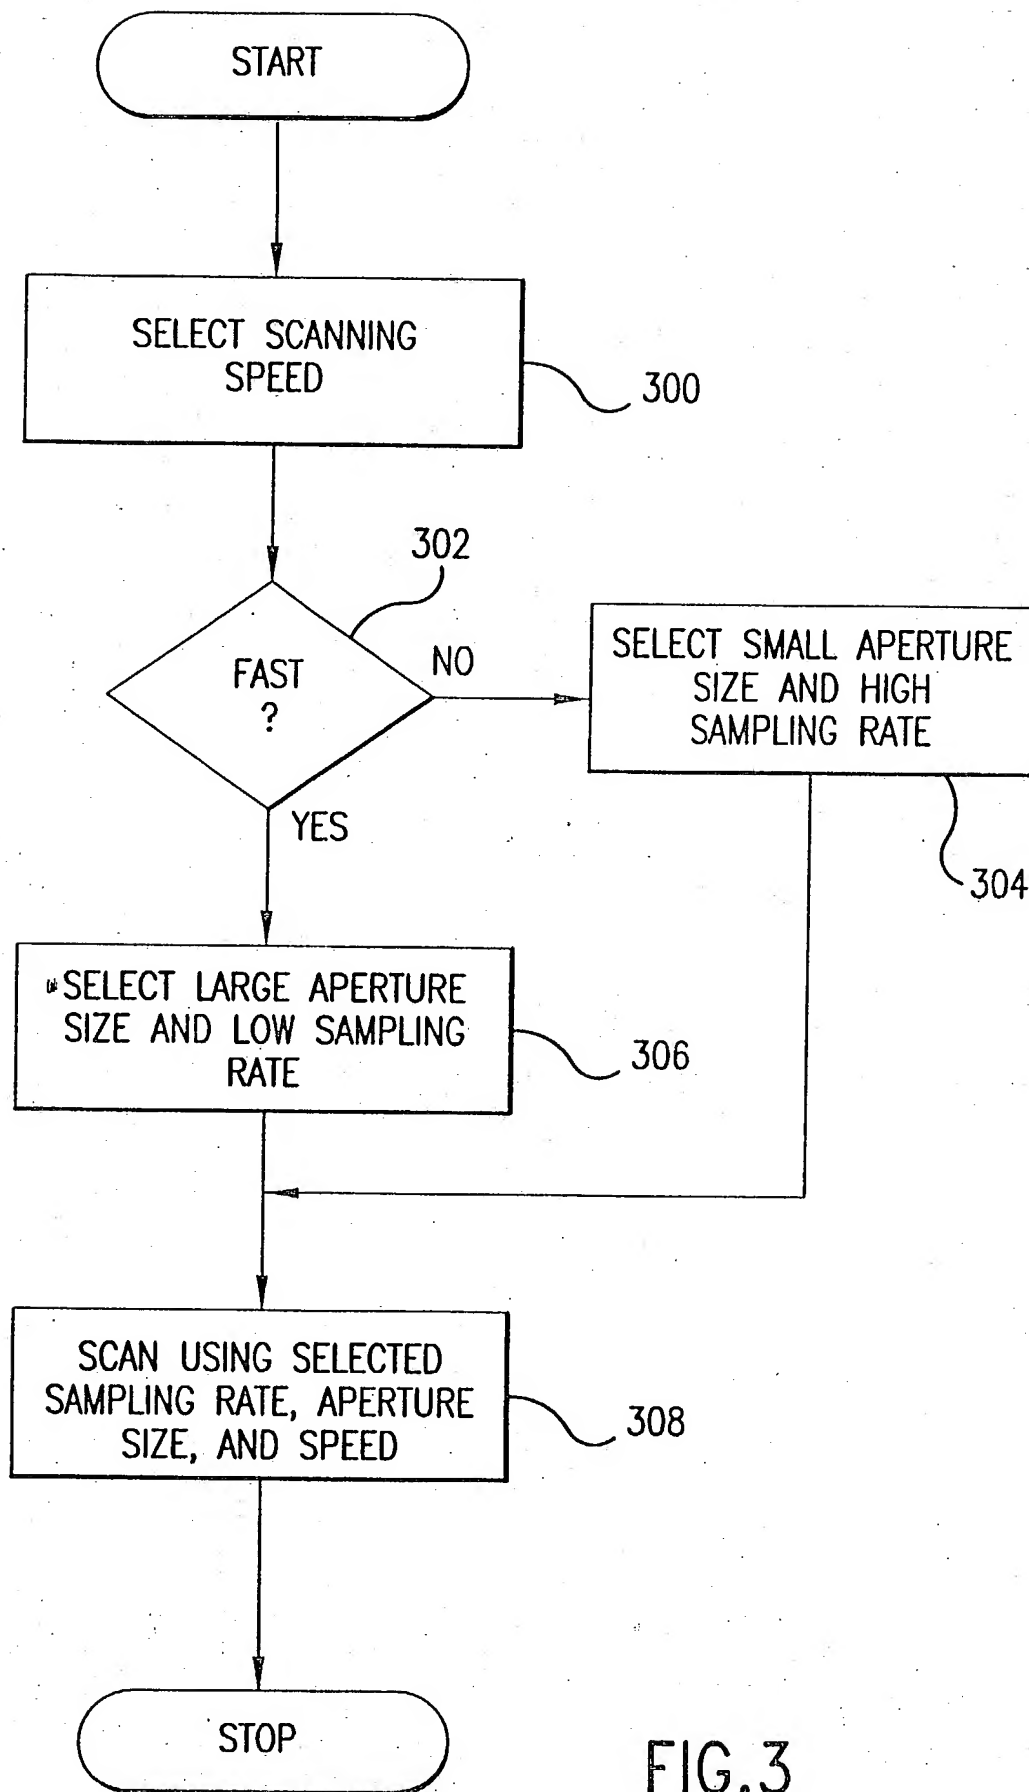 START
SELECT SCANNING
SPEED
300
302
FAST
?
NO
SELECT SMALL APERTURE
SIZE AND HIGH
SAMPLING RATE
304
YES
SELECT LARGE APERTURE
SIZE AND LOW SAMPLING
RATE
306
SCAN USING SELECTED
SAMPLING RATE, APERTURE
SIZE, AND SPEED
308
STOP
FIG.3